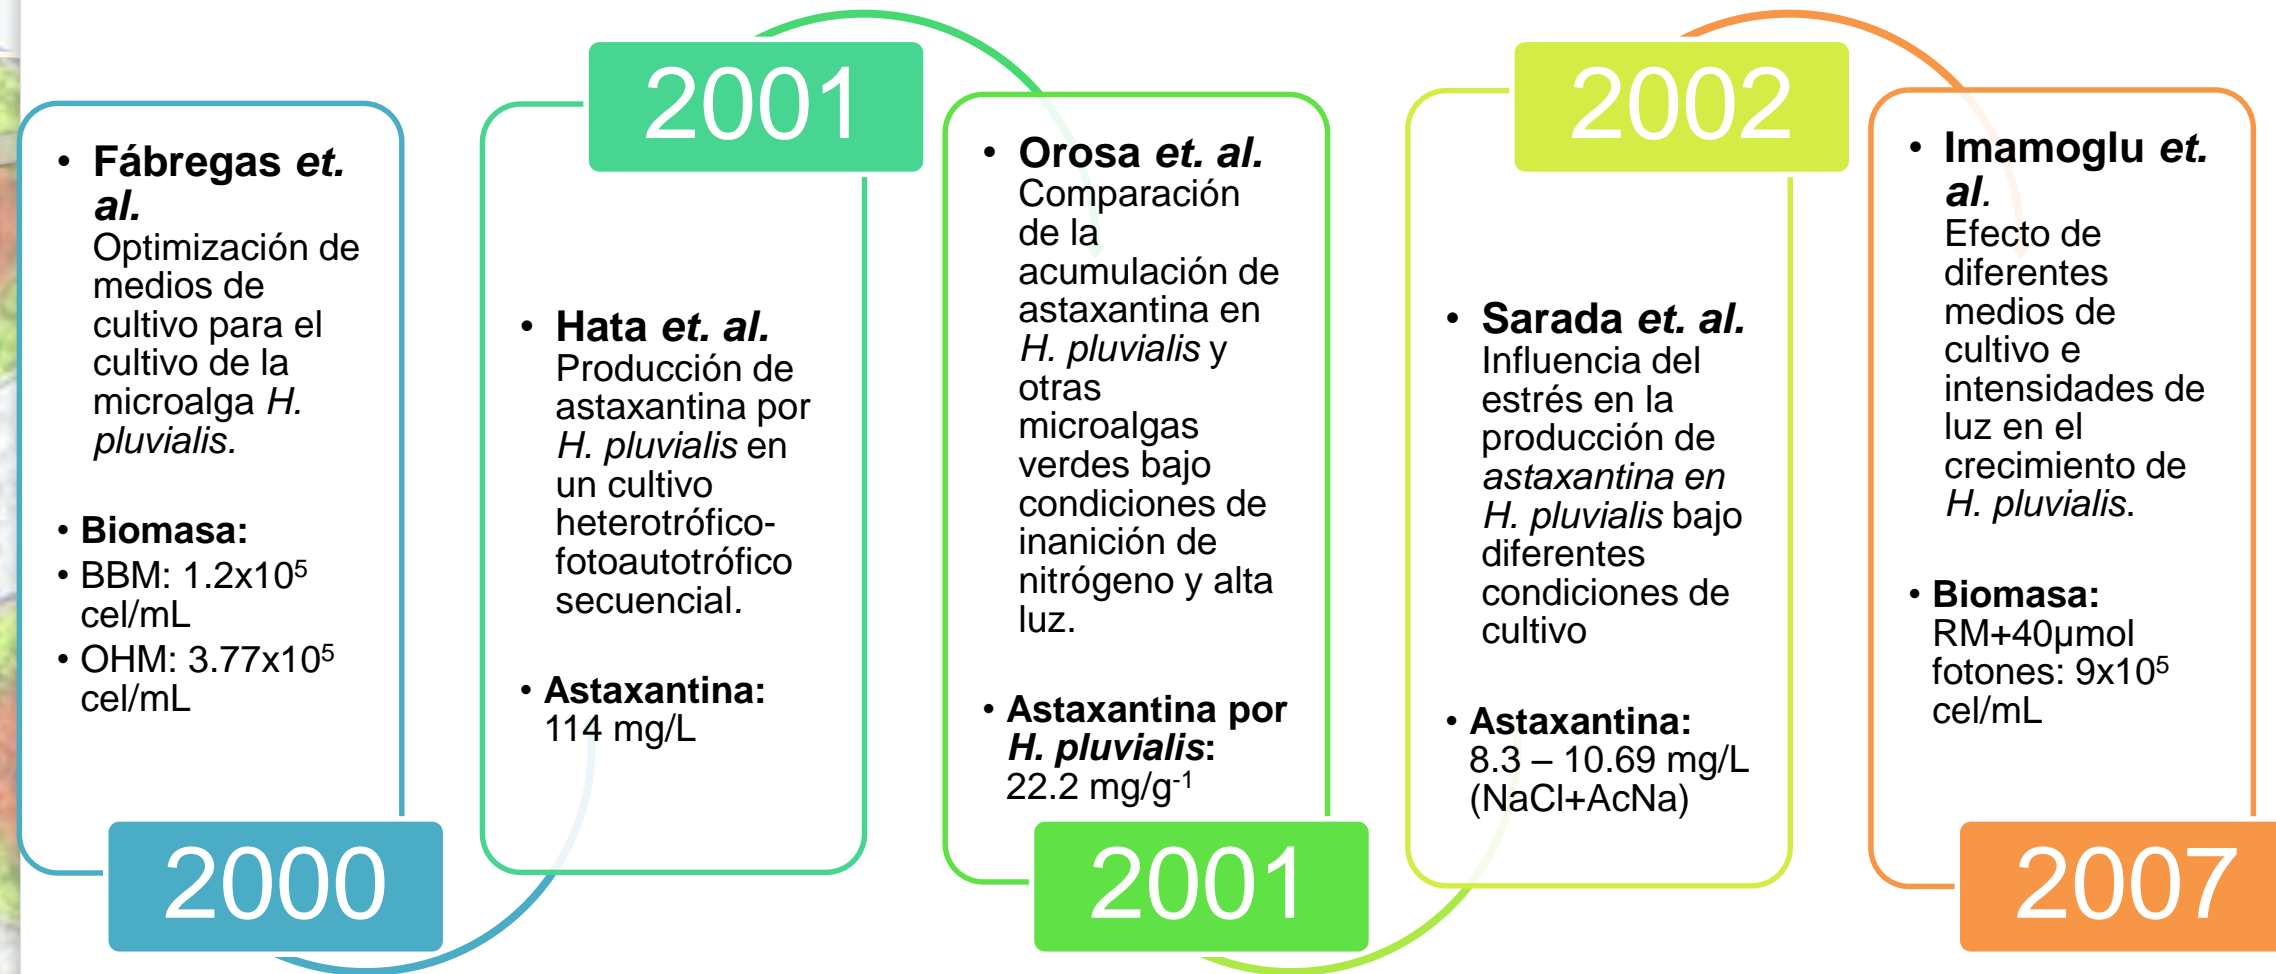 • Fábregas et.
al.
Optimización de
medios de
cultivo para el
cultivo de la
microalga H.
pluvialis.
• Biomasa:
• BBM: 1.2x10⁵
cel/mL
• OHM: 3.77x10⁵
cel/mL
2000
2001
• Hata et. al.
Producción de
astaxantina por
H. pluvialis en
un cultivo
heterotrófico-
fotoautotrófico
secuencial.
• Astaxantina:
114 mg/L
• Orosa et. al.
Comparación
de la
acumulación de
astaxantina en
H. pluvialis y
otras
microalgas
verdes bajo
condiciones de
inanición de
nitrógeno y alta
luz.
• Astaxantina por
H. pluvialis:
22.2 mg/g⁻¹
2001
2002
• Sarada et. al.
Influencia del
estrés en la
producción de
astaxantina en
H. pluvialis bajo
diferentes
condiciones de
cultivo
• Astaxantina:
8.3 – 10.69 mg/L
(NaCl+AcNa)
• Imamoglu et.
al.
Efecto de
diferentes
medios de
cultivo e
intensidades de
luz en el
crecimiento de
H. pluvialis.
• Biomasa:
RM+40µmol
fotones: 9x10⁵
cel/mL
2007